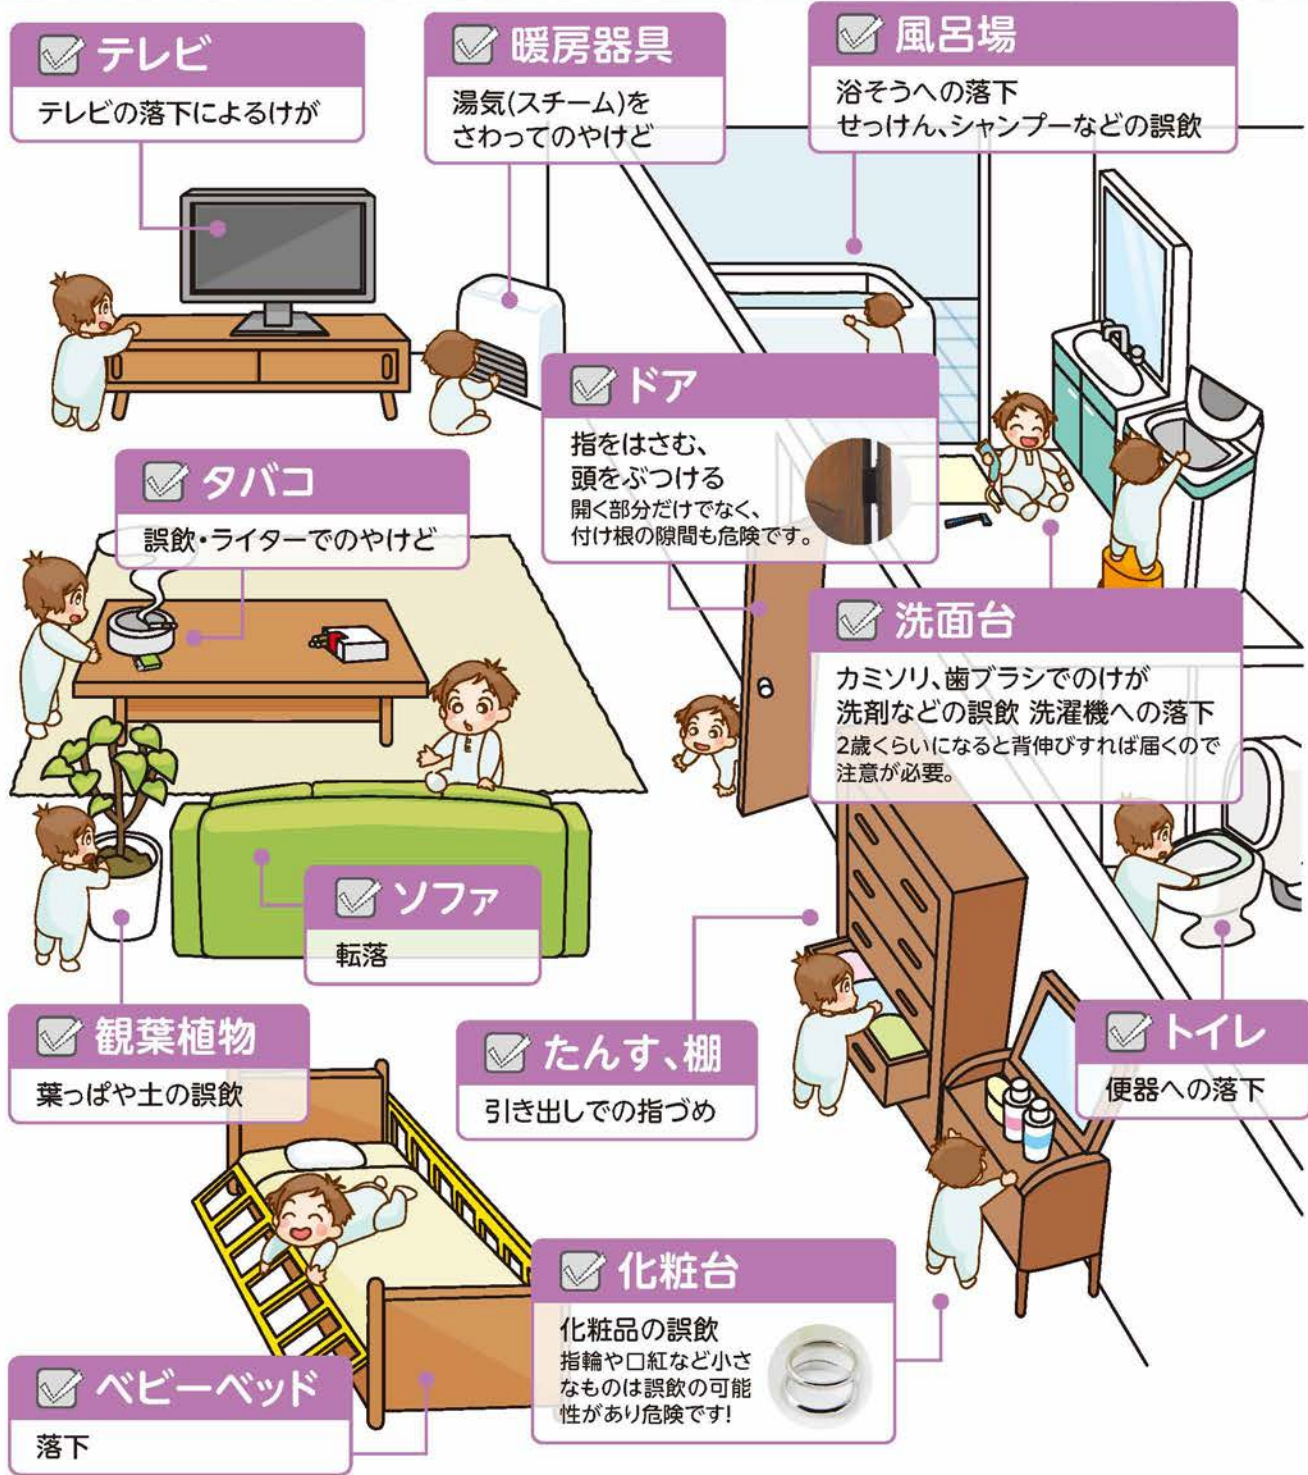 テレビ
テレビの落下によるけが
暖房器具
湯気(スチーム)を
さわってのやけど
風呂場
浴そうへの落下
せっけん、シャンプーなどの誤飲
ドア
指をはさむ、
頭をぶつける
開く部分だけでなく、
付け根の隙間も危険です。
タバコ
誤飲・ライターでのやけど
洗面台
カミソリ、歯ブラシでのけが
洗剤などの誤飲 洗濯機への落下
2歳くらいになると背伸びすれば届くので
注意が必要。
ソファ
転落
観葉植物
葉っぱや土の誤飲
たんす、棚
引き出しでの指づめ
トイレ
便器への落下
化粧台
化粧品の誤飲
指輪や口紅など小さ
なものは誤飲の可能
性があり危険です!
ベビーベッド
落下